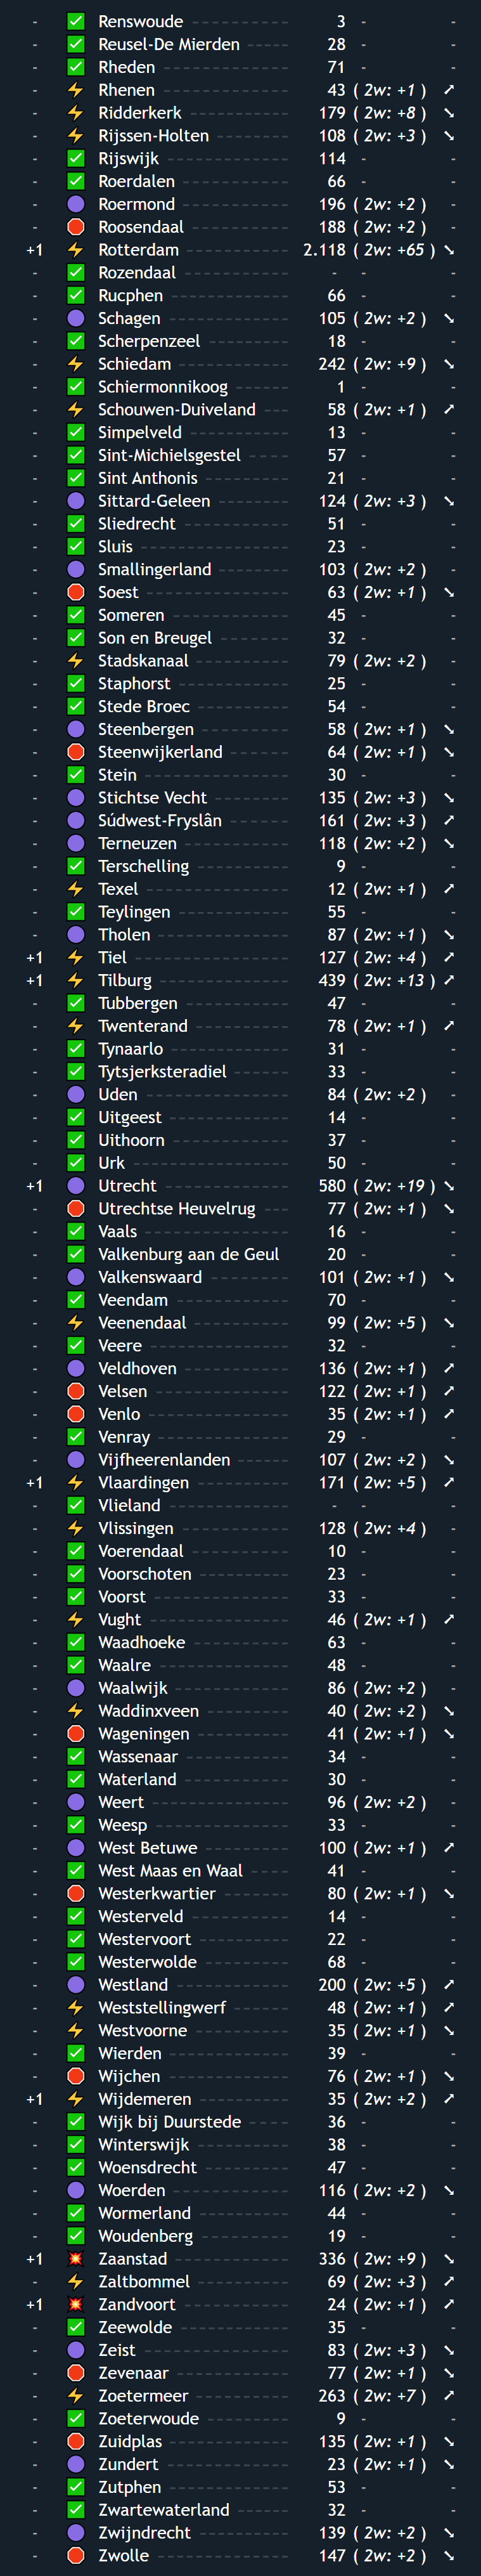 - ✅ Renswoude ------------- 3 - -
- ✅ Reusel-De Mierden ----- 28 - -
- ✅ Rheden ---------------- 71 - -
- ⚡ Rhenen ---------------- 43 ( 2w: +1 ) ➚
- ⚡ Ridderkerk ------------ 179 ( 2w: +8 ) ➘
- ⚡ Rijssen-Holten -------- 108 ( 2w: +3 ) ➘
- ✅ Rijswijk -------------- 114 - -
- ✅ Roerdalen ------------- 66 - -
- 🟣 Roermond -------------- 196 ( 2w: +2 ) -
- 🛑 Roosendaal ------------ 188 ( 2w: +2 ) -
+1 ⚡ Rotterdam ------------- 2.118 ( 2w: +65 ) ➘
- ✅ Rozendaal ------------- - - -
- ✅ Rucphen --------------- 66 - -
- 🟣 Schagen --------------- 105 ( 2w: +2 ) ➘
- ✅ Scherpenzeel ---------- 18 - -
- ⚡ Schiedam -------------- 242 ( 2w: +9 ) ➘
- ✅ Schiermonnikoog ------- 1 - -
- ⚡ Schouwen-Duiveland ---- 58 ( 2w: +1 ) ➚
- ✅ Simpelveld ------------ 13 - -
- ✅ Sint-Michielsgestel ----- 57 - -
- ✅ Sint Anthonis --------- 21 - -
- 🟣 Sittard-Geleen -------- 124 ( 2w: +3 ) ➘
- ✅ Sliedrecht ------------ 51 - -
- ✅ Sluis ----------------- 23 - -
- 🟣 Smallingerland -------- 103 ( 2w: +2 ) -
- 🛑 Soest ----------------- 63 ( 2w: +1 ) ➘
- ✅ Someren --------------- 45 - -
- ✅ Son en Breugel -------- 32 - -
- ⚡ Stadskanaal ----------- 79 ( 2w: +2 ) -
- ✅ Staphorst ------------- 25 - -
- ✅ Stede Broec ----------- 54 - -
- 🟣 Steenbergen ----------- 58 ( 2w: +1 ) ➘
- 🛑 Steenwijkerland ------- 64 ( 2w: +1 ) ➘
- ✅ Stein ----------------- 30 - -
- 🟣 Stichtse Vecht -------- 135 ( 2w: +3 ) ➘
- 🟣 Súdwest-Fryslân ------- 161 ( 2w: +3 ) ➚
- 🟣 Terneuzen ------------- 118 ( 2w: +2 ) ➘
- ✅ Terschelling ---------- 9 - -
- ⚡ Texel ----------------- 12 ( 2w: +1 ) ➚
- ✅ Teylingen ------------- 55 - -
- 🟣 Tholen ---------------- 87 ( 2w: +1 ) ➘
+1 ⚡ Tiel ------------------ 127 ( 2w: +4 ) ➚
+1 ⚡ Tilburg --------------- 439 ( 2w: +13 ) ➚
- ✅ Tubbergen ------------- 47 - -
- ⚡ Twenterand ------------ 78 ( 2w: +1 ) ➚
- ✅ Tynaarlo -------------- 31 - -
- ✅ Tytsjerksteradiel ------ 33 - -
- 🟣 Uden ------------------ 84 ( 2w: +2 ) -
- ✅ Uitgeest -------------- 14 - -
- ✅ Uithoorn -------------- 37 - -
- ✅ Urk ------------------- 50 - -
+1 🟣 Utrecht --------------- 580 ( 2w: +19 ) ➘
- 🛑 Utrechtse Heuvelrug ---- 77 ( 2w: +1 ) ➘
- ✅ Vaals ----------------- 16 - -
- ✅ Valkenburg aan de Geul 20 - -
- 🟣 Valkenswaard ---------- 101 ( 2w: +1 ) ➘
- ✅ Veendam --------------- 70 - -
- ⚡ Veenendaal ------------ 99 ( 2w: +5 ) ➘
- ✅ Veere ----------------- 32 - -
- 🟣 Veldhoven ------------- 136 ( 2w: +1 ) ➚
- 🛑 Velsen ---------------- 122 ( 2w: +1 ) ➚
- 🛑 Venlo ----------------- 35 ( 2w: +1 ) ➚
- ✅ Venray ---------------- 29 - -
- 🟣 Vijfheerenlanden ------ 107 ( 2w: +2 ) ➘
+1 ⚡ Vlaardingen ----------- 171 ( 2w: +5 ) ➚
- ✅ Vlieland -------------- - - -
- ⚡ Vlissingen ------------ 128 ( 2w: +4 ) -
- ✅ Voerendaal ------------ 10 - -
- ✅ Voorschoten ----------- 23 - -
- ✅ Voorst ---------------- 33 - -
- ⚡ Vught ----------------- 46 ( 2w: +1 ) ➚
- ✅ Waadhoeke ------------- 63 - -
- ✅ Waalre ---------------- 48 - -
- 🟣 Waalwijk -------------- 86 ( 2w: +2 ) -
- ⚡ Waddinxveen ----------- 40 ( 2w: +2 ) ➘
- 🛑 Wageningen ------------ 41 ( 2w: +1 ) ➘
- ✅ Wassenaar ------------- 34 - -
- ✅ Waterland ------------- 30 - -
- 🟣 Weert ----------------- 96 ( 2w: +2 ) -
- ✅ Weesp ----------------- 33 - -
- 🟣 West Betuwe ----------- 100 ( 2w: +1 ) ➚
- ✅ West Maas en Waal ----- 41 - -
- 🛑 Westerkwartier -------- 80 ( 2w: +1 ) ➘
- ✅ Westerveld ------------ 14 - -
- ✅ Westervoort ----------- 22 - -
- ✅ Westerwolde ----------- 68 - -
- 🟣 Westland -------------- 200 ( 2w: +5 ) ➚
- ⚡ Weststellingwerf ------ 48 ( 2w: +1 ) ➚
- ⚡ Westvoorne ------------ 35 ( 2w: +1 ) ➘
- ✅ Wierden --------------- 39 - -
- 🛑 Wijchen --------------- 76 ( 2w: +1 ) ➘
+1 ⚡ Wijdemeren ------------ 35 ( 2w: +2 ) ➚
- ✅ Wijk bij Duurstede ---- 36 - -
- ✅ Winterswijk ----------- 38 - -
- ✅ Woensdrecht ----------- 47 - -
- 🟣 Woerden --------------- 116 ( 2w: +2 ) ➘
- ✅ Wormerland ------------ 44 - -
- ✅ Woudenberg ------------ 19 - -
+1 💥 Zaanstad -------------- 336 ( 2w: +9 ) ➘
- ⚡ Zaltbommel ------------ 69 ( 2w: +3 ) ➚
+1 💥 Zandvoort ------------- 24 ( 2w: +1 ) ➚
- ✅ Zeewolde -------------- 35 - -
- 🟣 Zeist ----------------- 83 ( 2w: +3 ) ➘
- 🛑 Zevenaar -------------- 77 ( 2w: +1 ) ➘
- ⚡ Zoetermeer ------------ 263 ( 2w: +7 ) ➚
- ✅ Zoeterwoude ----------- 9 - -
- 🛑 Zuidplas -------------- 135 ( 2w: +1 ) ➘
- 🟣 Zundert --------------- 23 ( 2w: +1 ) ➘
- ✅ Zutphen --------------- 53 - -
- ✅ Zwartewaterland ------- 32 - -
- 🟣 Zwijndrecht ----------- 139 ( 2w: +2 ) ➘
- 🛑 Zwolle ---------------- 147 ( 2w: +2 ) ➘